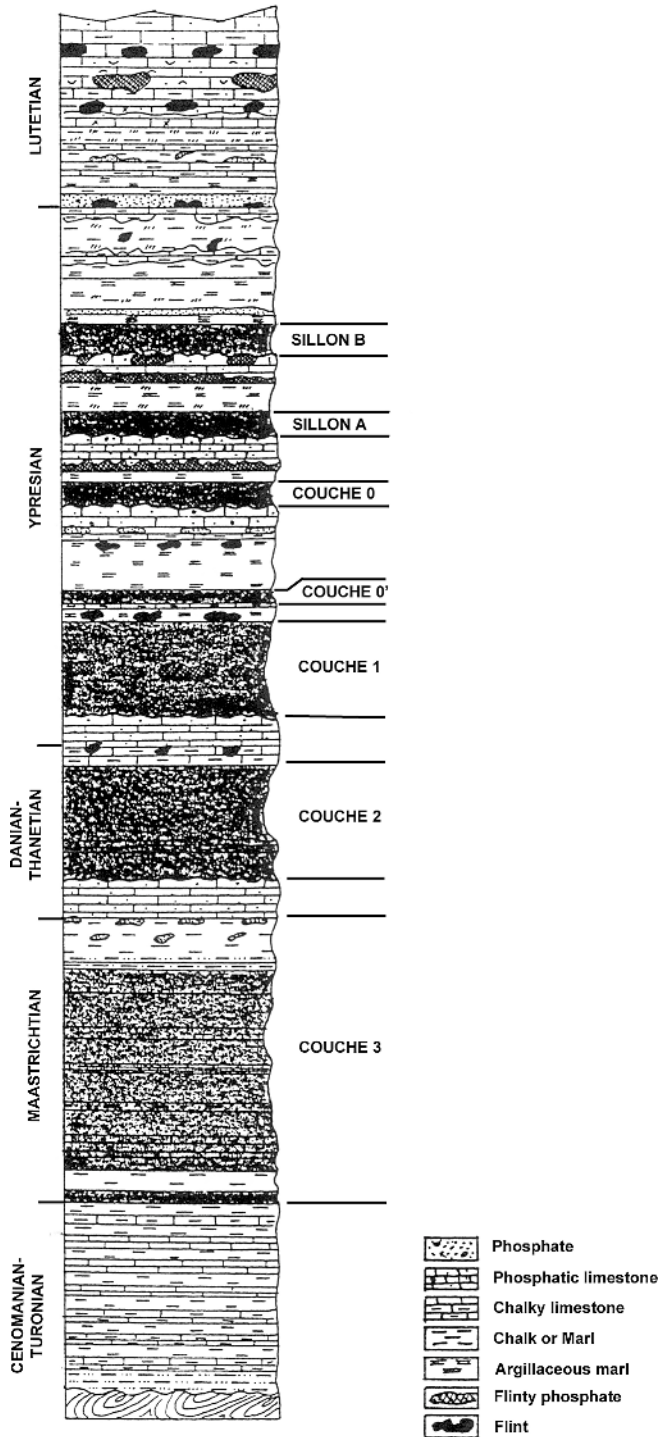 LUTETIAN
YPRESIAN
DANIAN-
THANETIAN
MAASTRICHTIAN
CENOMANIAN-
TURONIAN
SILLON B
SILLON A
COUCHE 0
COUCHE 0'
COUCHE 1
COUCHE 2
COUCHE 3
Phosphate
Phosphatic limestone
Chalky limestone
Chalk or Marl
Argillaceous marl
Flinty phosphate
Flint